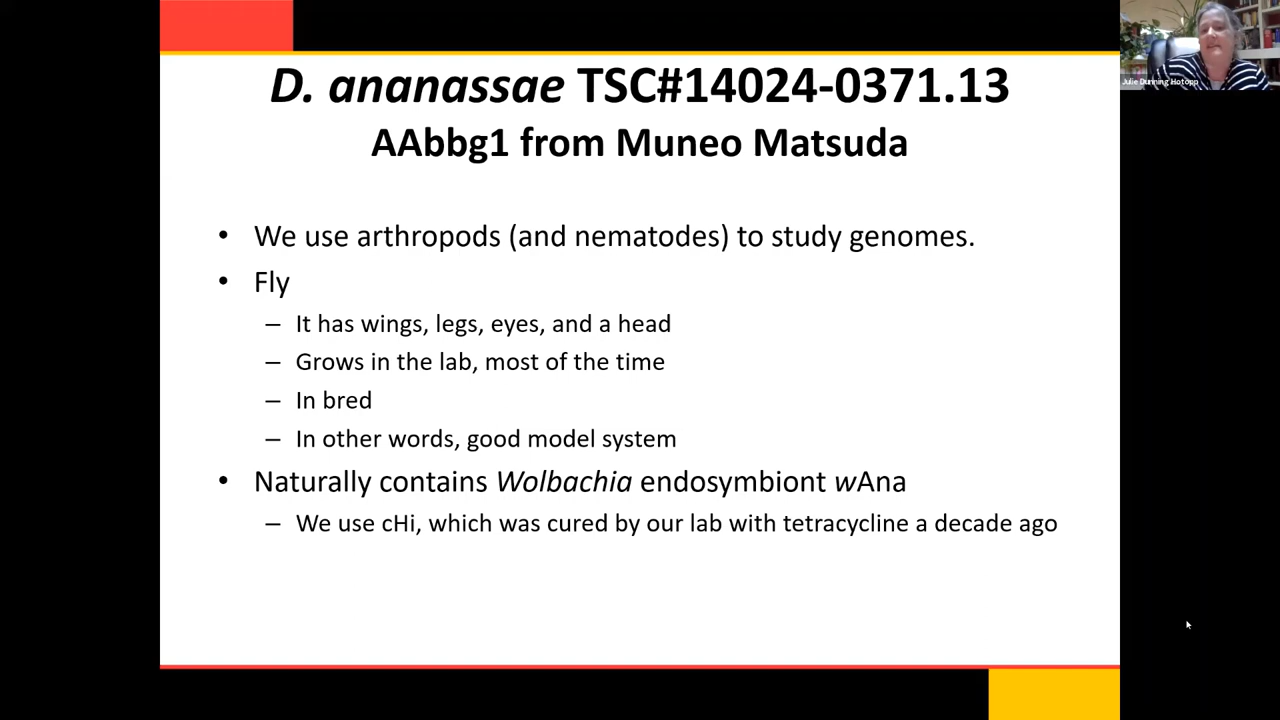 D. ananassae TSC#14024-0371.13
AAbbg1 from Muneo Matsuda
• We use arthropods (and nematodes) to study genomes.
• Fly
– It has wings, legs, eyes, and a head
– Grows in the lab, most of the time
– In bred
– In other words, good model system
• Naturally contains Wolbachia endosymbiont wAna
– We use cHi, which was cured by our lab with tetracycline a decade ago
Julie Dunning Hotopp